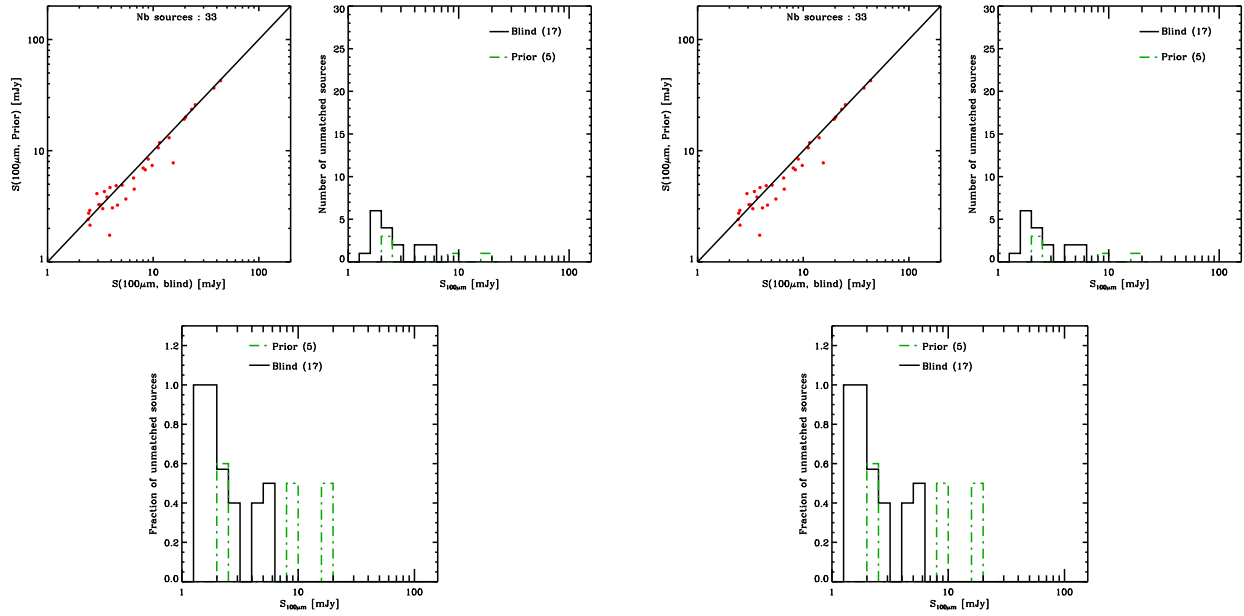 Nb sources : 33
100
10
1
S(100μm, Prior) [mJy]
1
10
100
S(100μm, blind) [mJy]
30
25
20
15
10
5
0
Number of unmatched sources
Blind (17)
Prior (5)
1
10
100
S100μm [mJy]
Nb sources : 33
100
10
1
S(100μm, Prior) [mJy]
1
10
100
S(100μm, blind) [mJy]
30
25
20
15
10
5
0
Number of unmatched sources
Blind (17)
Prior (5)
1
10
100
S100μm [mJy]
1.2
1.0
0.8
0.6
0.4
0.2
0.0
Fraction of unmatched sources
Prior (5)
Blind (17)
1
10
100
S100μm [mJy]
1.2
1.0
0.8
0.6
0.4
0.2
0.0
Fraction of unmatched sources
Prior (5)
Blind (17)
1
10
100
S100μm [mJy]